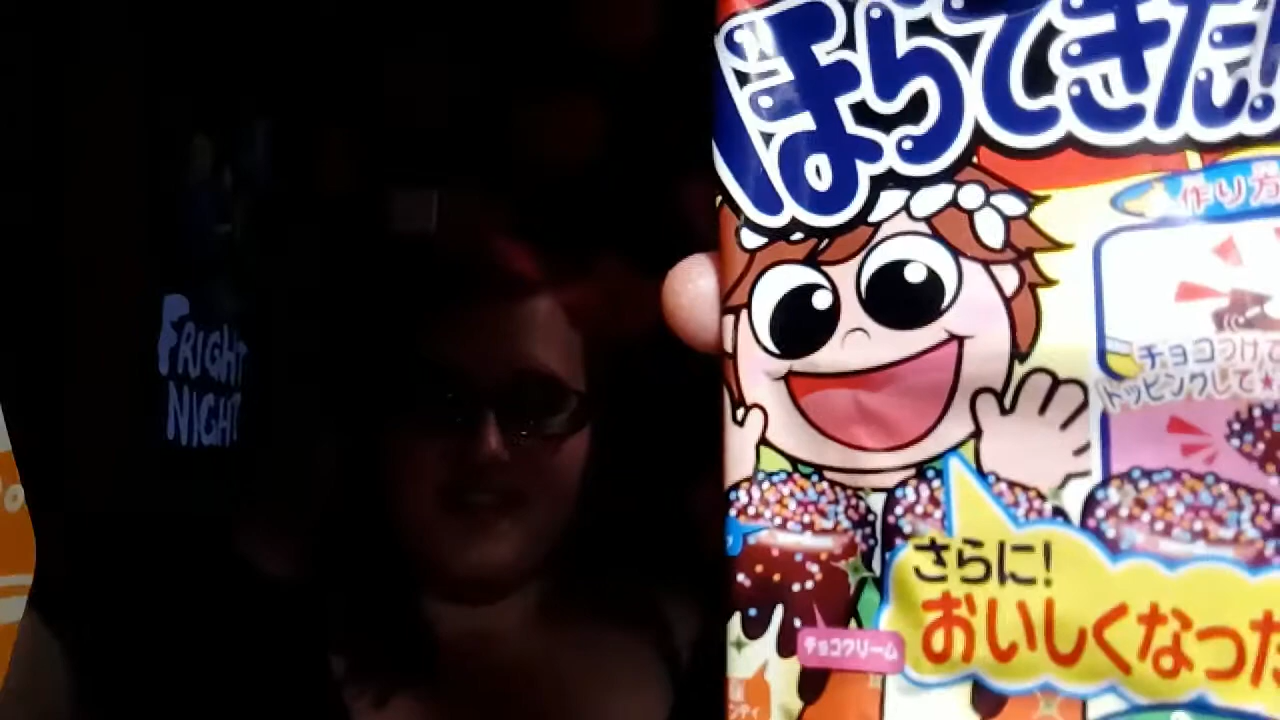 FRIGHT
NIGHT
ほらできた!
作り方
チョコつけて
トッピングして★
さらに!
おいしくなった
チョコクリーム